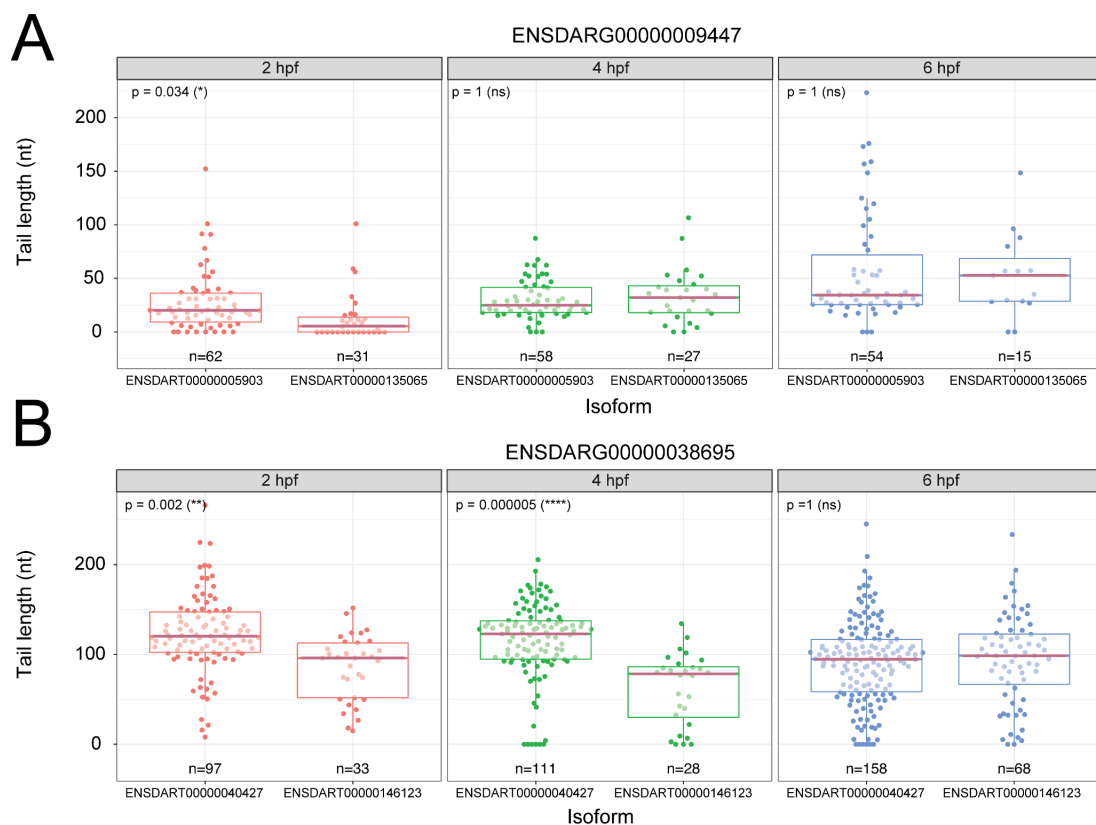 A
ENSDARG00000009447
2 hpf 4 hpf 6 hpf
p = 0.034 (*) p = 1 (ns) p = 1 (ns)
Tail length (nt)
200
150
100
50
0
n=62 n=31 n=58 n=27 n=54 n=15
ENSDART00000005903 ENSDART00000135065 ENSDART00000005903 ENSDART00000135065 ENSDART00000005903 ENSDART00000135065
Isoform
B
ENSDARG00000038695
2 hpf 4 hpf 6 hpf
p = 0.002 (**) p = 0.000005 (****) p =1 (ns)
Tail length (nt)
200
100
0
n=97 n=33 n=111 n=28 n=158 n=68
ENSDART00000040427 ENSDART00000146123 ENSDART00000040427 ENSDART00000146123 ENSDART00000040427 ENSDART00000146123
Isoform